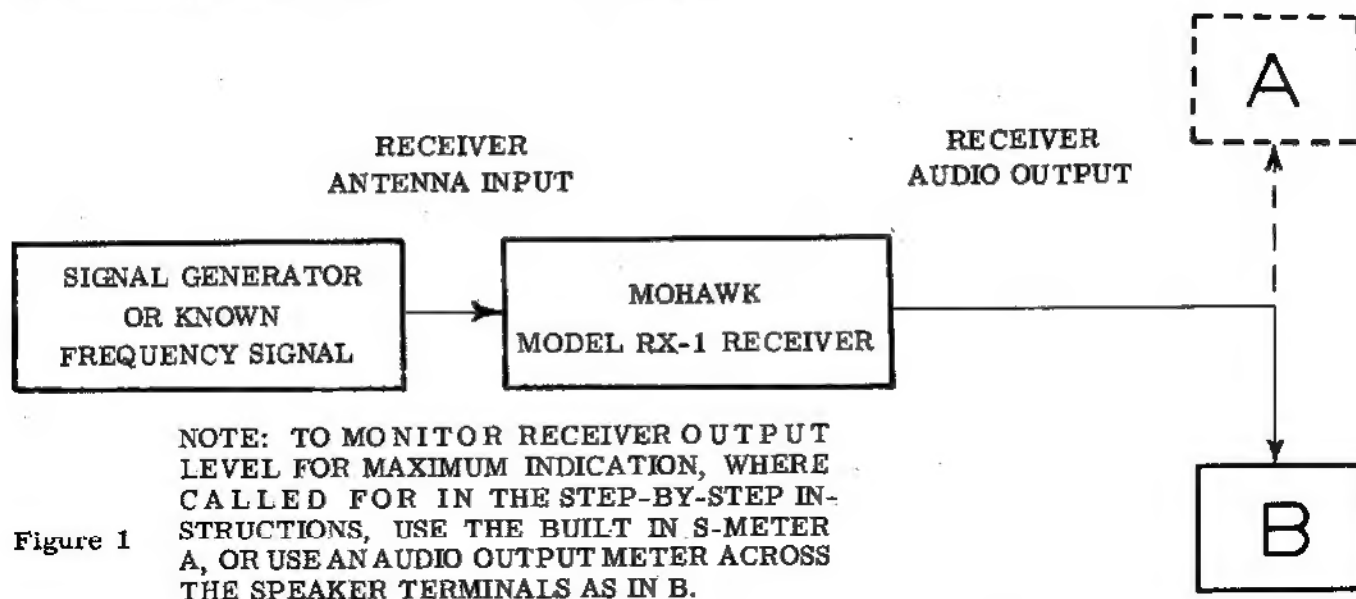 A
RECEIVER
ANTENNA INPUT
RECEIVER
AUDIO OUTPUT
SIGNAL GENERATOR
OR KNOWN
FREQUENCY SIGNAL
MOHAWK
MODEL RX-1 RECEIVER
NOTE: TO MONITOR RECEIVER OUTPUT
LEVEL FOR MAXIMUM INDICATION, WHERE
CALLED FOR IN THE STEP-BY-STEP IN-
STRUCTIONS, USE THE BUILT IN S-METER
A, OR USE AN AUDIO OUTPUT METER ACROSS
THE SPEAKER TERMINALS AS IN B.
Figure 1
B